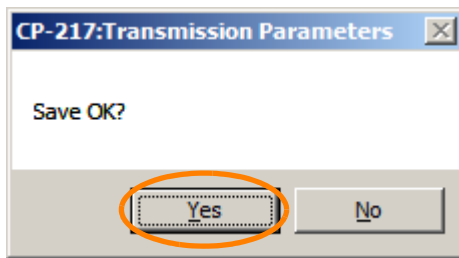 CP-217:Transmission Parameters
Save OK?
Yes No